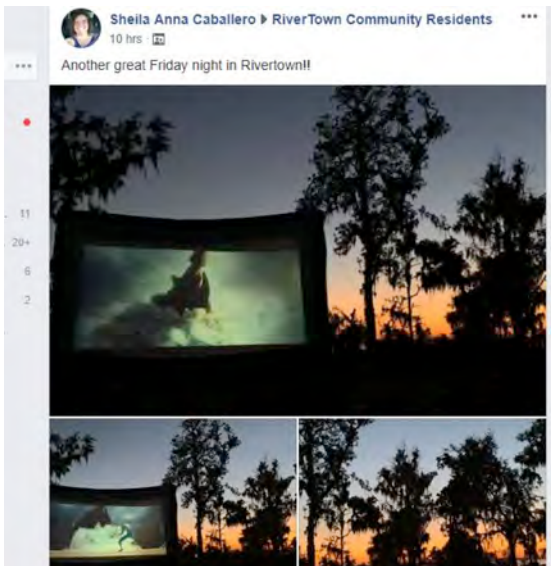 Sheila Anna Caballero ▶ RiverTown Community Residents
10 hrs ·
Another great Friday night in Rivertown!!
11
20+
6
2